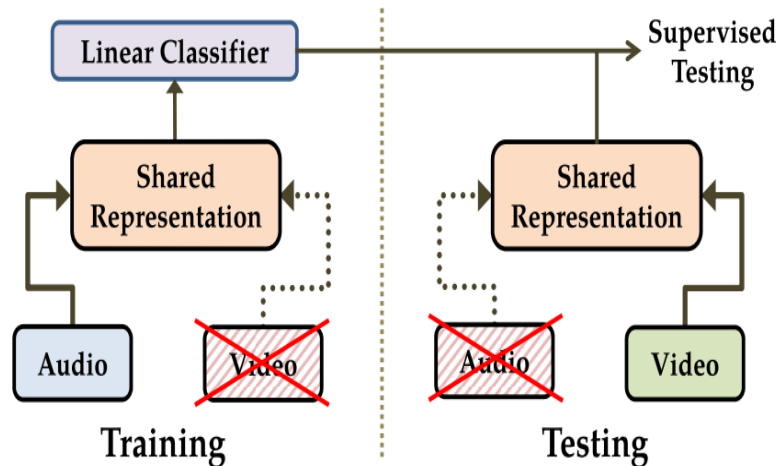 Linear Classifier
Supervised
Testing
Shared
Representation
Shared
Representation
Audio
Video
Audio
Video
Training
Testing